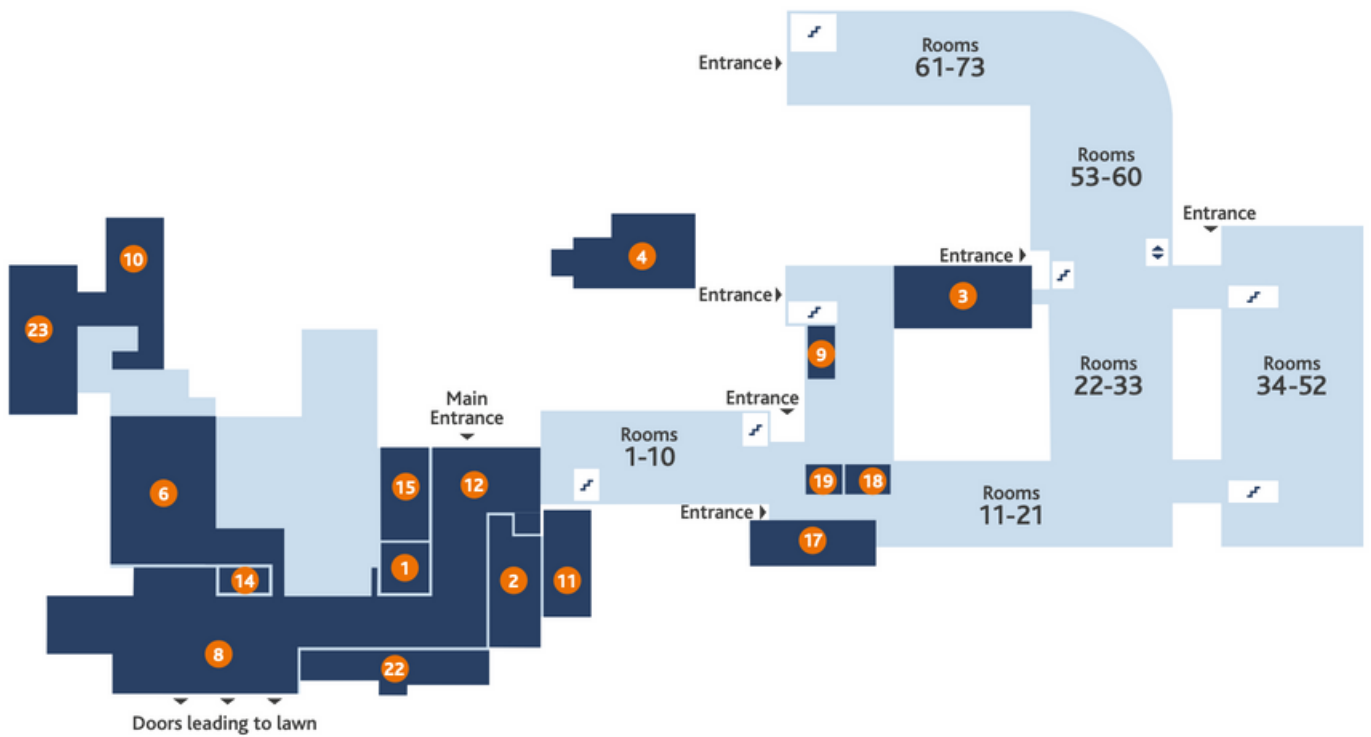 Rooms
61-73
Entrance
Rooms
53-60
Entrance
10
4
Entrance
Entrance
3
23
9
Rooms
22-33
Rooms
34-52
Main
Entrance
Entrance
Rooms
1-10
6
15
12
19
18
Rooms
11-21
Entrance
17
14
1
2
11
8
22
Doors leading to lawn